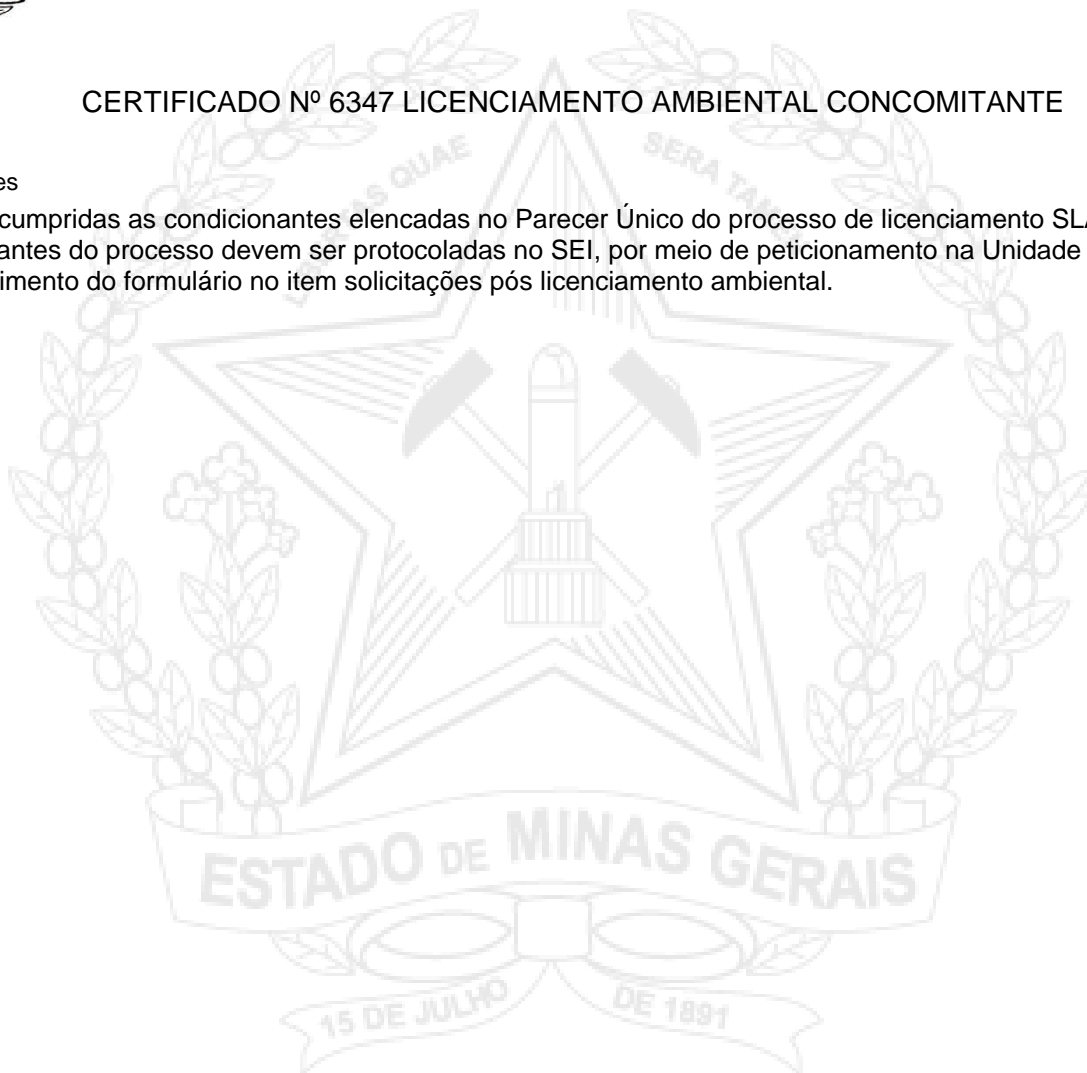 CERTIFICADO Nº 6347 LICENCIAMENTO AMBIENTAL CONCOMITANTE
es
cumpridas as condicionantes elencadas no Parecer Único do processo de licenciamento SLA
antes do processo devem ser protocoladas no SEI, por meio de peticionamento na Unidade
imento do formulário no item solicitações pós licenciamento ambiental.
QUAE SERA
ESTADO DE MINAS GERAIS
15 DE JULHO DE 1891